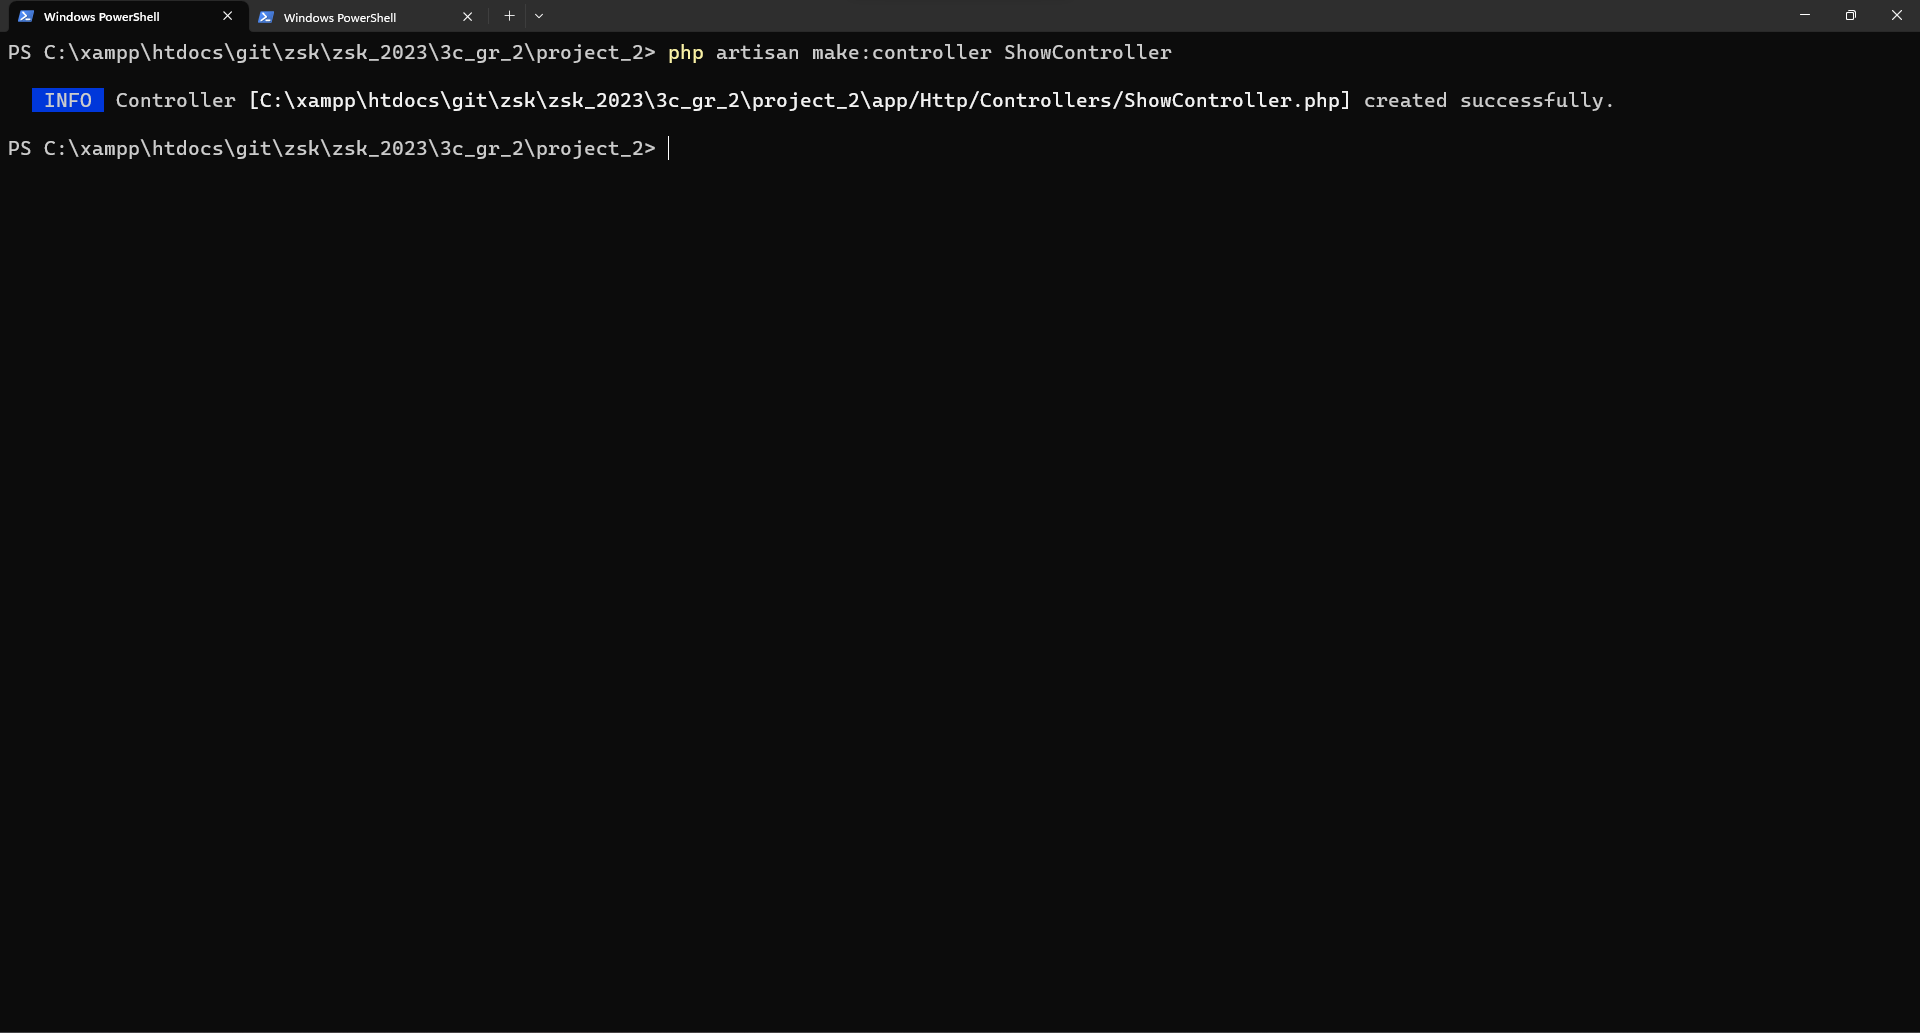 Windows PowerShell
Windows PowerShell
PS C:\xampp\htdocs\git\zsk\zsk_2023\3c_gr_2\project_2> php artisan make:controller ShowController
INFO Controller [C:\xampp\htdocs\git\zsk\zsk_2023\3c_gr_2\project_2\app/Http/Controllers/ShowController.php] created successfully.
PS C:\xampp\htdocs\git\zsk\zsk_2023\3c_gr_2\project_2>